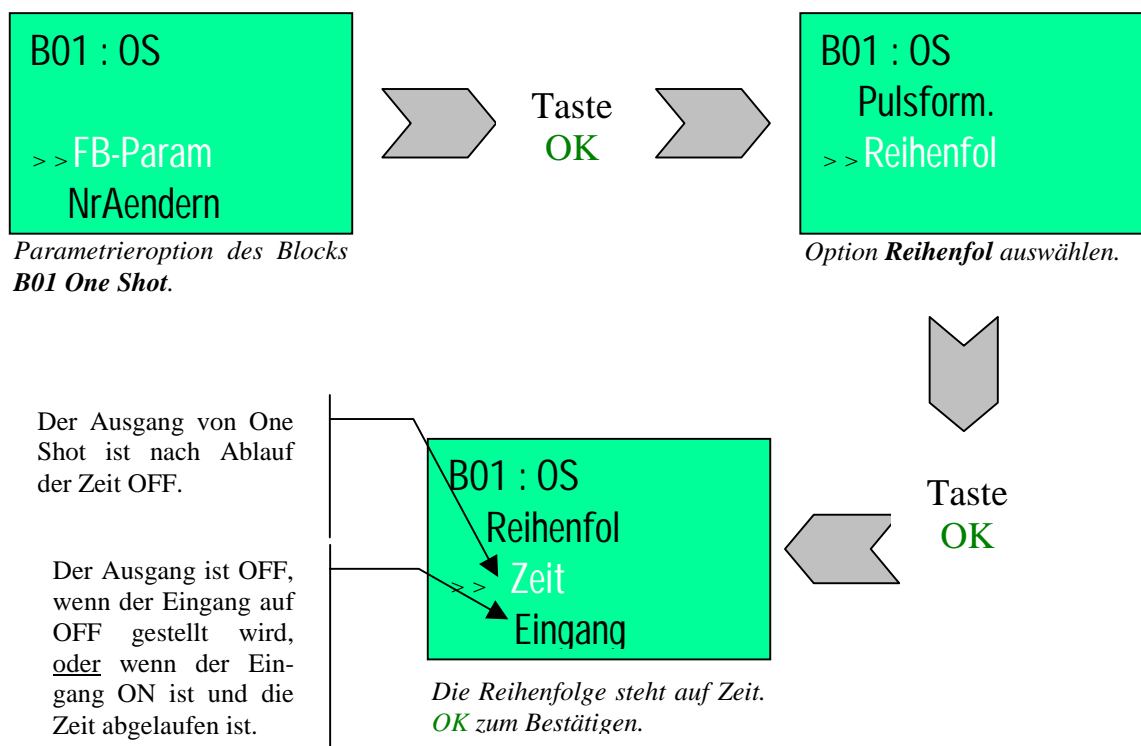 B01 : OS
>> FB-Param
NrAendern
Parametrieroption des Blocks
B01 One Shot.
Taste
OK
B01 : OS
Pulsform.
>> Reihenfol
Option Reihenfol auswählen.
Taste
OK
Der Ausgang von One
Shot ist nach Ablauf
der Zeit OFF.
Der Ausgang ist OFF,
wenn der Eingang auf
OFF gestellt wird,
oder wenn der Ein-
gang ON ist und die
Zeit abgelaufen ist.
B01 : OS
Reihenfol
>> Zeit
Eingang
Die Reihenfolge steht auf Zeit.
OK zum Bestätigen.